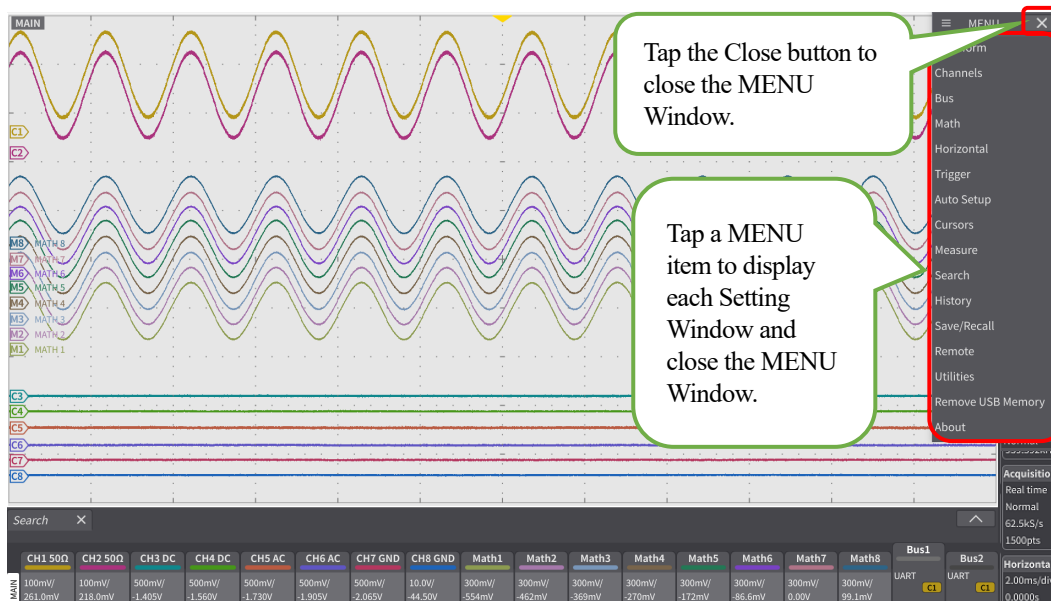 MAIN
MENU
Tap the Close button to
close the MENU
Window.
Channels
Bus
Math
Horizontal
Trigger
Auto Setup
Cursors
Measure
Search
History
Save/Recall
Remote
Utilities
Remove USB Memory
About
Tap a MENU
item to display
each Setting
Window and
close the MENU
Window.
C1
C2
M8 MATH 8
M7 MATH 7
M6 MATH 6
M5 MATH 5
M4 MATH 4
M3 MATH 3
M2 MATH 2
M1 MATH 1
C3
C4
C5
C6
C7
C8
Acquisitio
Real time
Normal
62.5kS/s
1500pts
Search
CH1 50Ω CH2 50Ω CH3 DC CH4 DC CH5 AC CH6 AC CH7 GND CH8 GND Math1 Math2 Math3 Math4 Math5 Math6 Math7 Math8 Bus1 Bus2
100mV/ 100mV/ 500mV/ 500mV/ 500mV/ 500mV/ 500mV/ 10.0V/ 300mV/ 300mV/ 300mV/ 300mV/ 300mV/ 300mV/ 300mV/ 300mV/ UART UART
261.0mV 218.0mV -1.405V -1.560V -1.730V -1.905V -2.065V -44.50V -554mV -462mV -369mV -270mV -172mV -86.6mV 0.00V 99.1mV C1 C1
MAIN
Horizonta
2.00ms/div
0.0000s